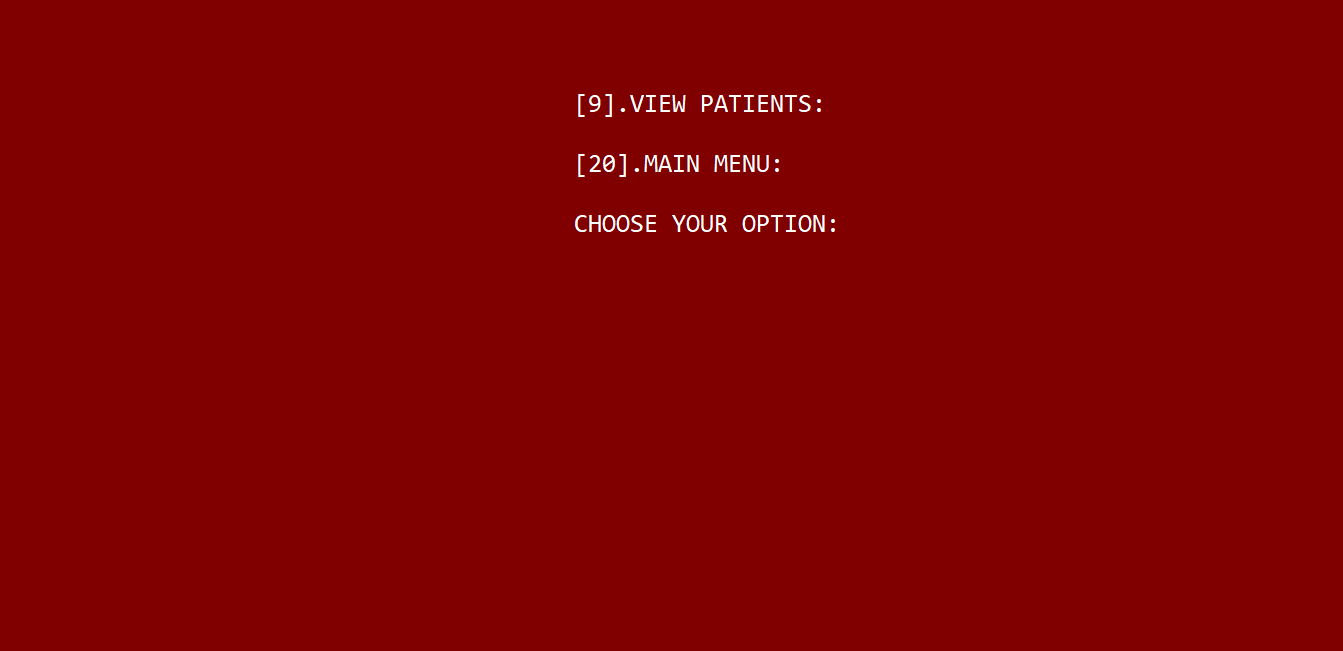 [9].VIEW PATIENTS:
[20].MAIN MENU:
CHOOSE YOUR OPTION: